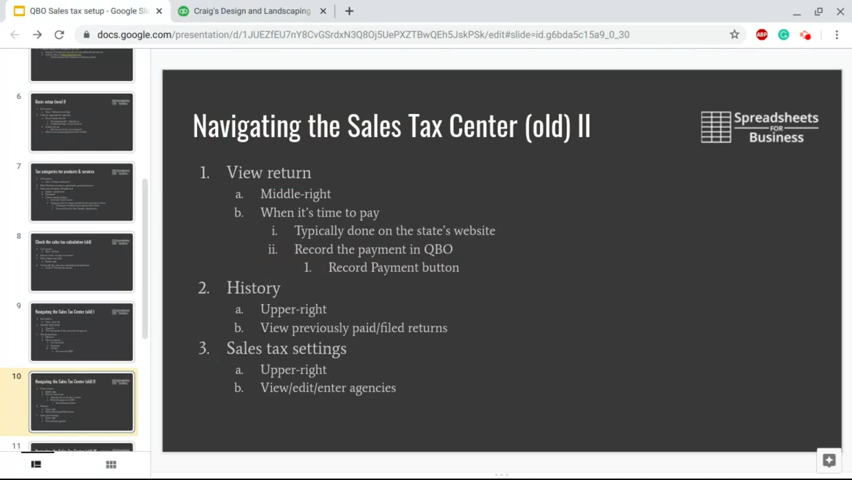 QBO Sales tax setup - Google Sli
Craig's Design and Landscaping
docs.google.com/presentation/d/1JUEZfEU7nY8CvGSrdxN3Q8Oj5UePXZTBwQEh5JskPSk/edit#slide=id.g6bda5c15a9_0_30
ABP
6
Basic setup (new) II
7
Tax categories for products & services
8
Check the sales tax calculation (old)
9
Navigating the Sales Tax Center (old) I
10
Navigating the Sales Tax Center (old) II
11
Navigating the Sales Tax Center (old) II
Spreadsheets
FOR
Business
1. View return
a. Middle-right
b. When it's time to pay
i. Typically done on the state's website
ii. Record the payment in QBO
1. Record Payment button
2. History
a. Upper-right
b. View previously paid/filed returns
3. Sales tax settings
a. Upper-right
b. View/edit/enter agencies